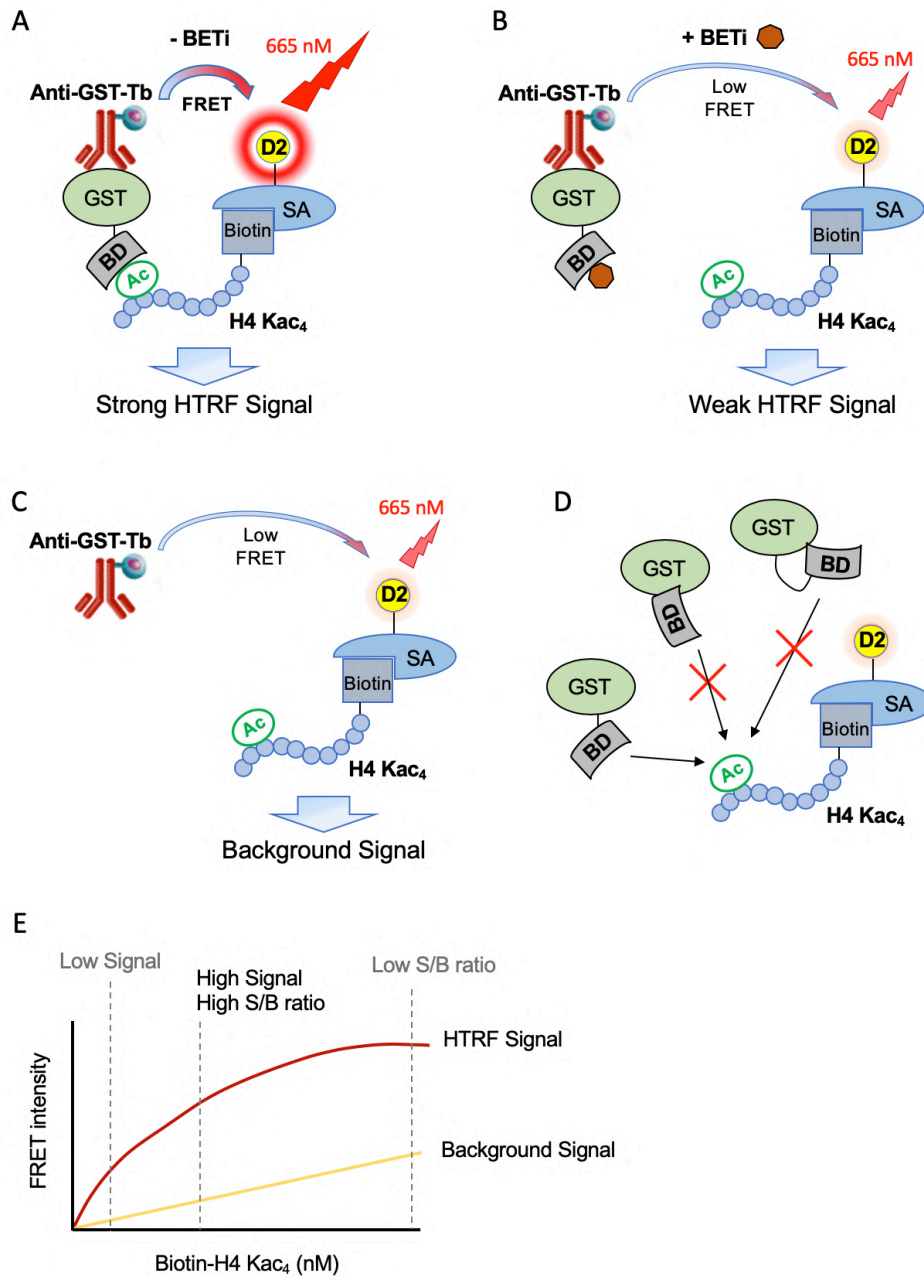 A
- BETi
665 nM
Anti-GST-Tb
FRET
D2
GST
SA
Biotin
BD
Ac
H4 Kac₄
Strong HTRF Signal
B
+ BETi
665 nM
Anti-GST-Tb
Low
FRET
D2
GST
SA
Biotin
BD
Ac
H4 Kac₄
Weak HTRF Signal
C
665 nM
Anti-GST-Tb
Low
FRET
D2
SA
Biotin
Ac
H4 Kac₄
Background Signal
D
GST
BD
GST
BD
D2
GST
SA
Biotin
BD
Ac
H4 Kac₄
E
Low Signal
High Signal
High S/B ratio
Low S/B ratio
HTRF Signal
Background Signal
FRET intensity
Biotin-H4 Kac₄ (nM)